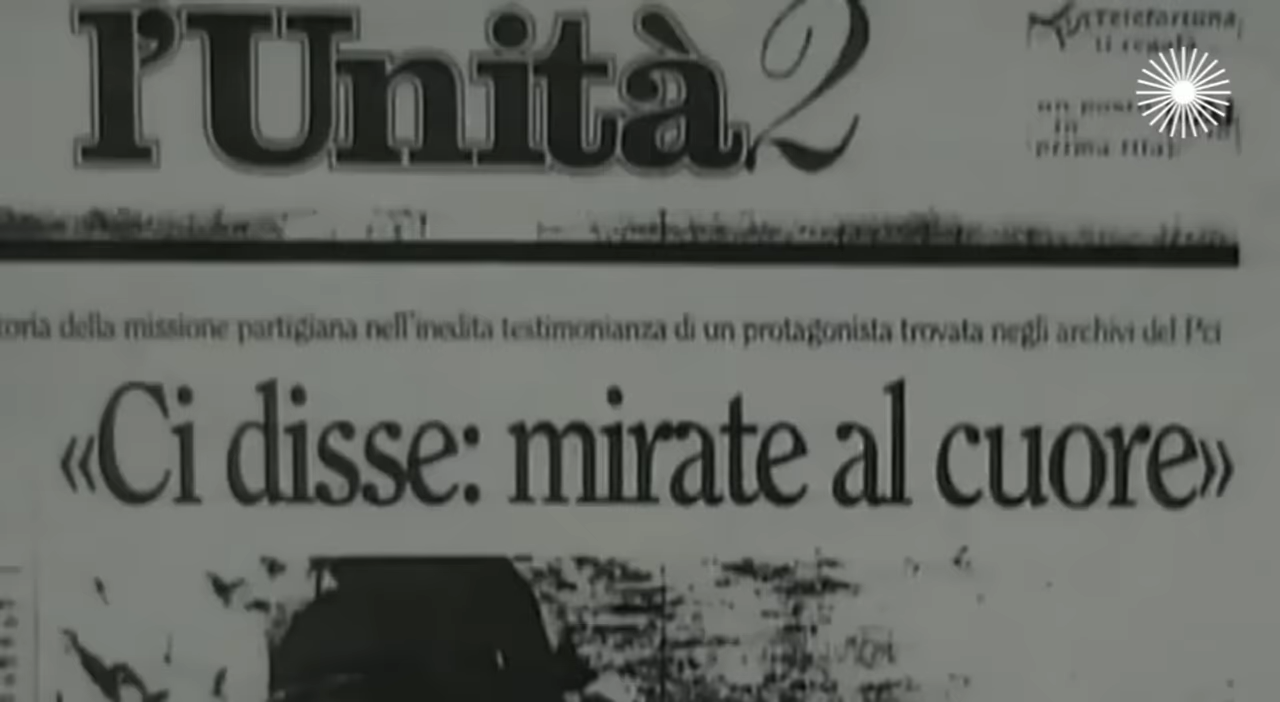 l'Unità2
Telefortuna
ti regala
un posto
in
prima fila
toria della missione partigiana nell'inedita testimonianza di un protagonista trovata negli archivi del Pci
«Ci disse: mirate al cuore»